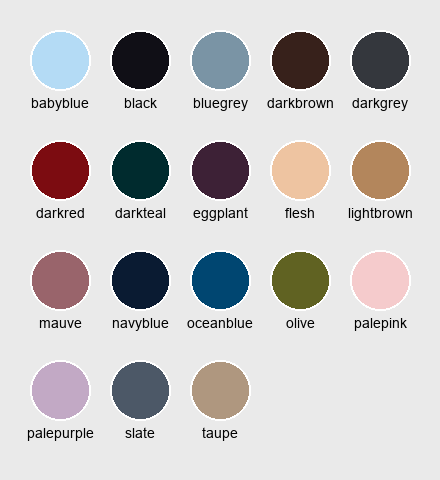 babyblue black bluegrey darkbrown darkgrey
darkred darkteal eggplant flesh lightbrown
mauve navyblue oceanblue olive palepink
palepurple slate taupe